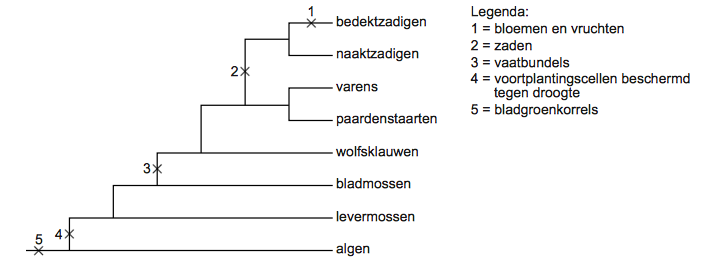 1
bedektzadigen
naaktzadigen
2
varens
paardenstaarten
wolfsklauwen
3
bladmossen
levermossen
4
5
algen
Legenda:
1 = bloemen en vruchten
2 = zaden
3 = vaatbundels
4 = voortplantingscellen beschermd
tegen droogte
5 = bladgroenkorrels